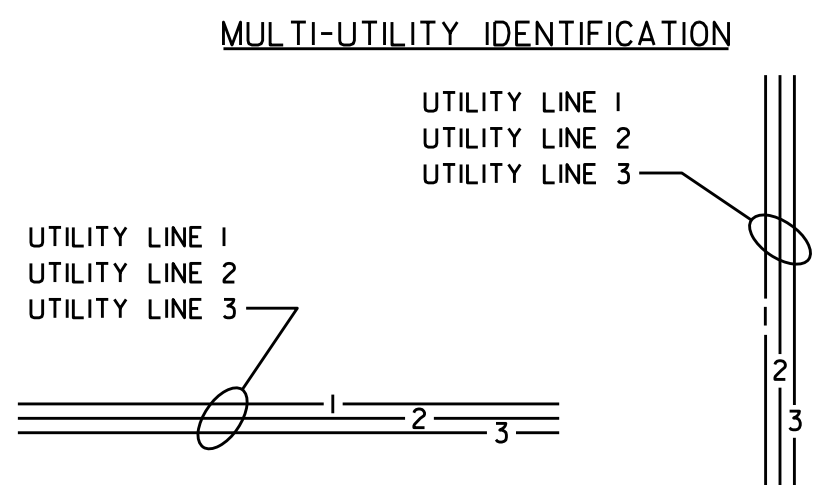 MULTI-UTILITY IDENTIFICATION
UTILITY LINE 1
UTILITY LINE 2
UTILITY LINE 3
UTILITY LINE 1
UTILITY LINE 2
UTILITY LINE 3
1
2
3
1
2
3